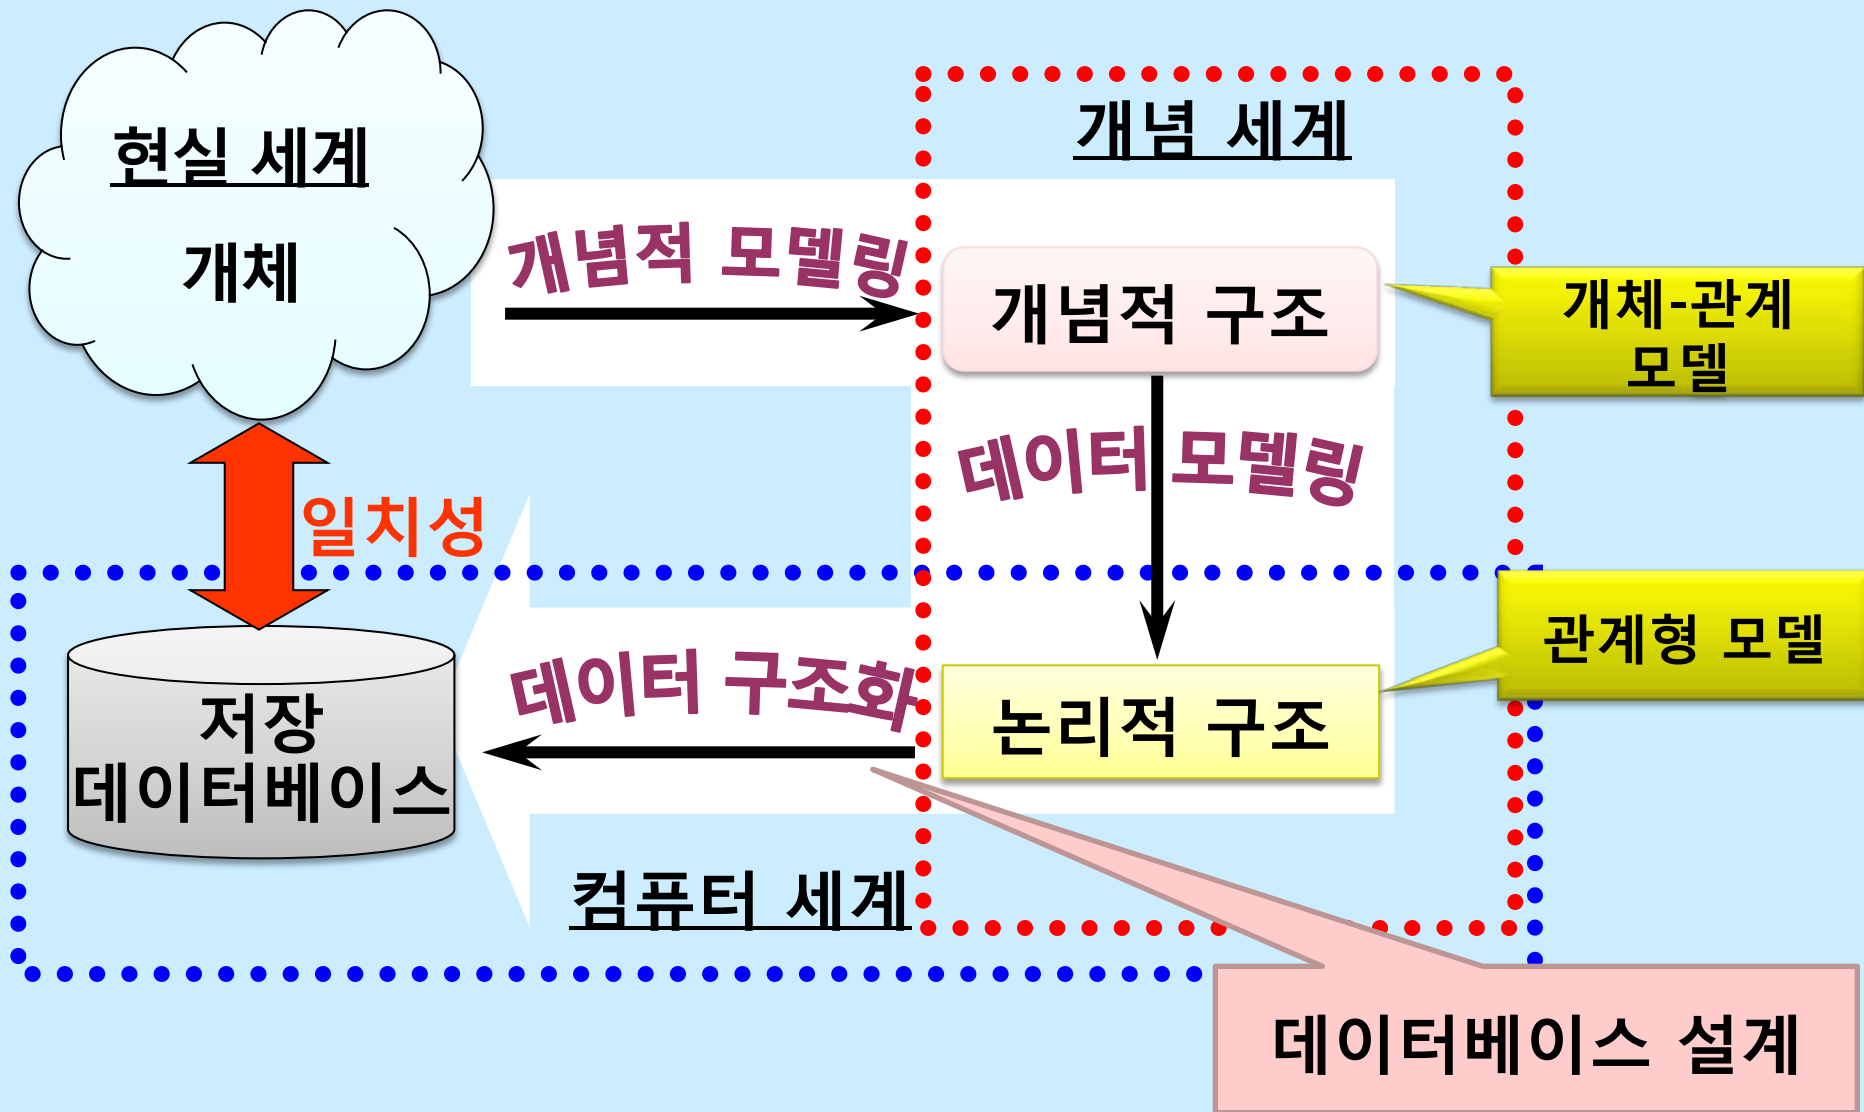 현실 세계
개체
개념 세계
개념적 모델링
개념적 구조
개체-관계
모델
데이터 모델링
일치성
관계형 모델
데이터 구조화
논리적 구조
저장
데이터베이스
컴퓨터 세계
데이터베이스 설계